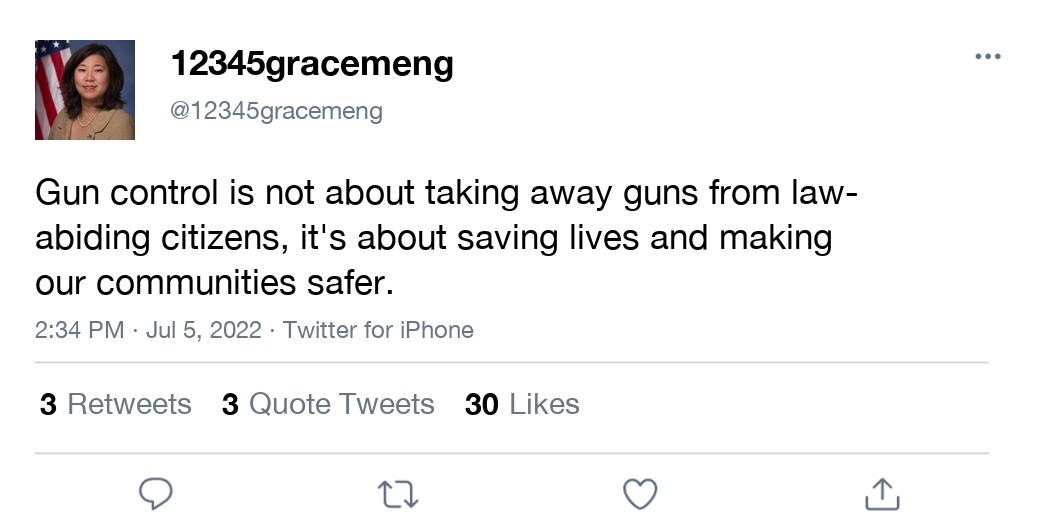 12345gracemeng
@12345gracemeng
Gun control is not about taking away guns from law-
abiding citizens, it's about saving lives and making
our communities safer.
2:34 PM · Jul 5, 2022 · Twitter for iPhone
3 Retweets 3 Quote Tweets 30 Likes